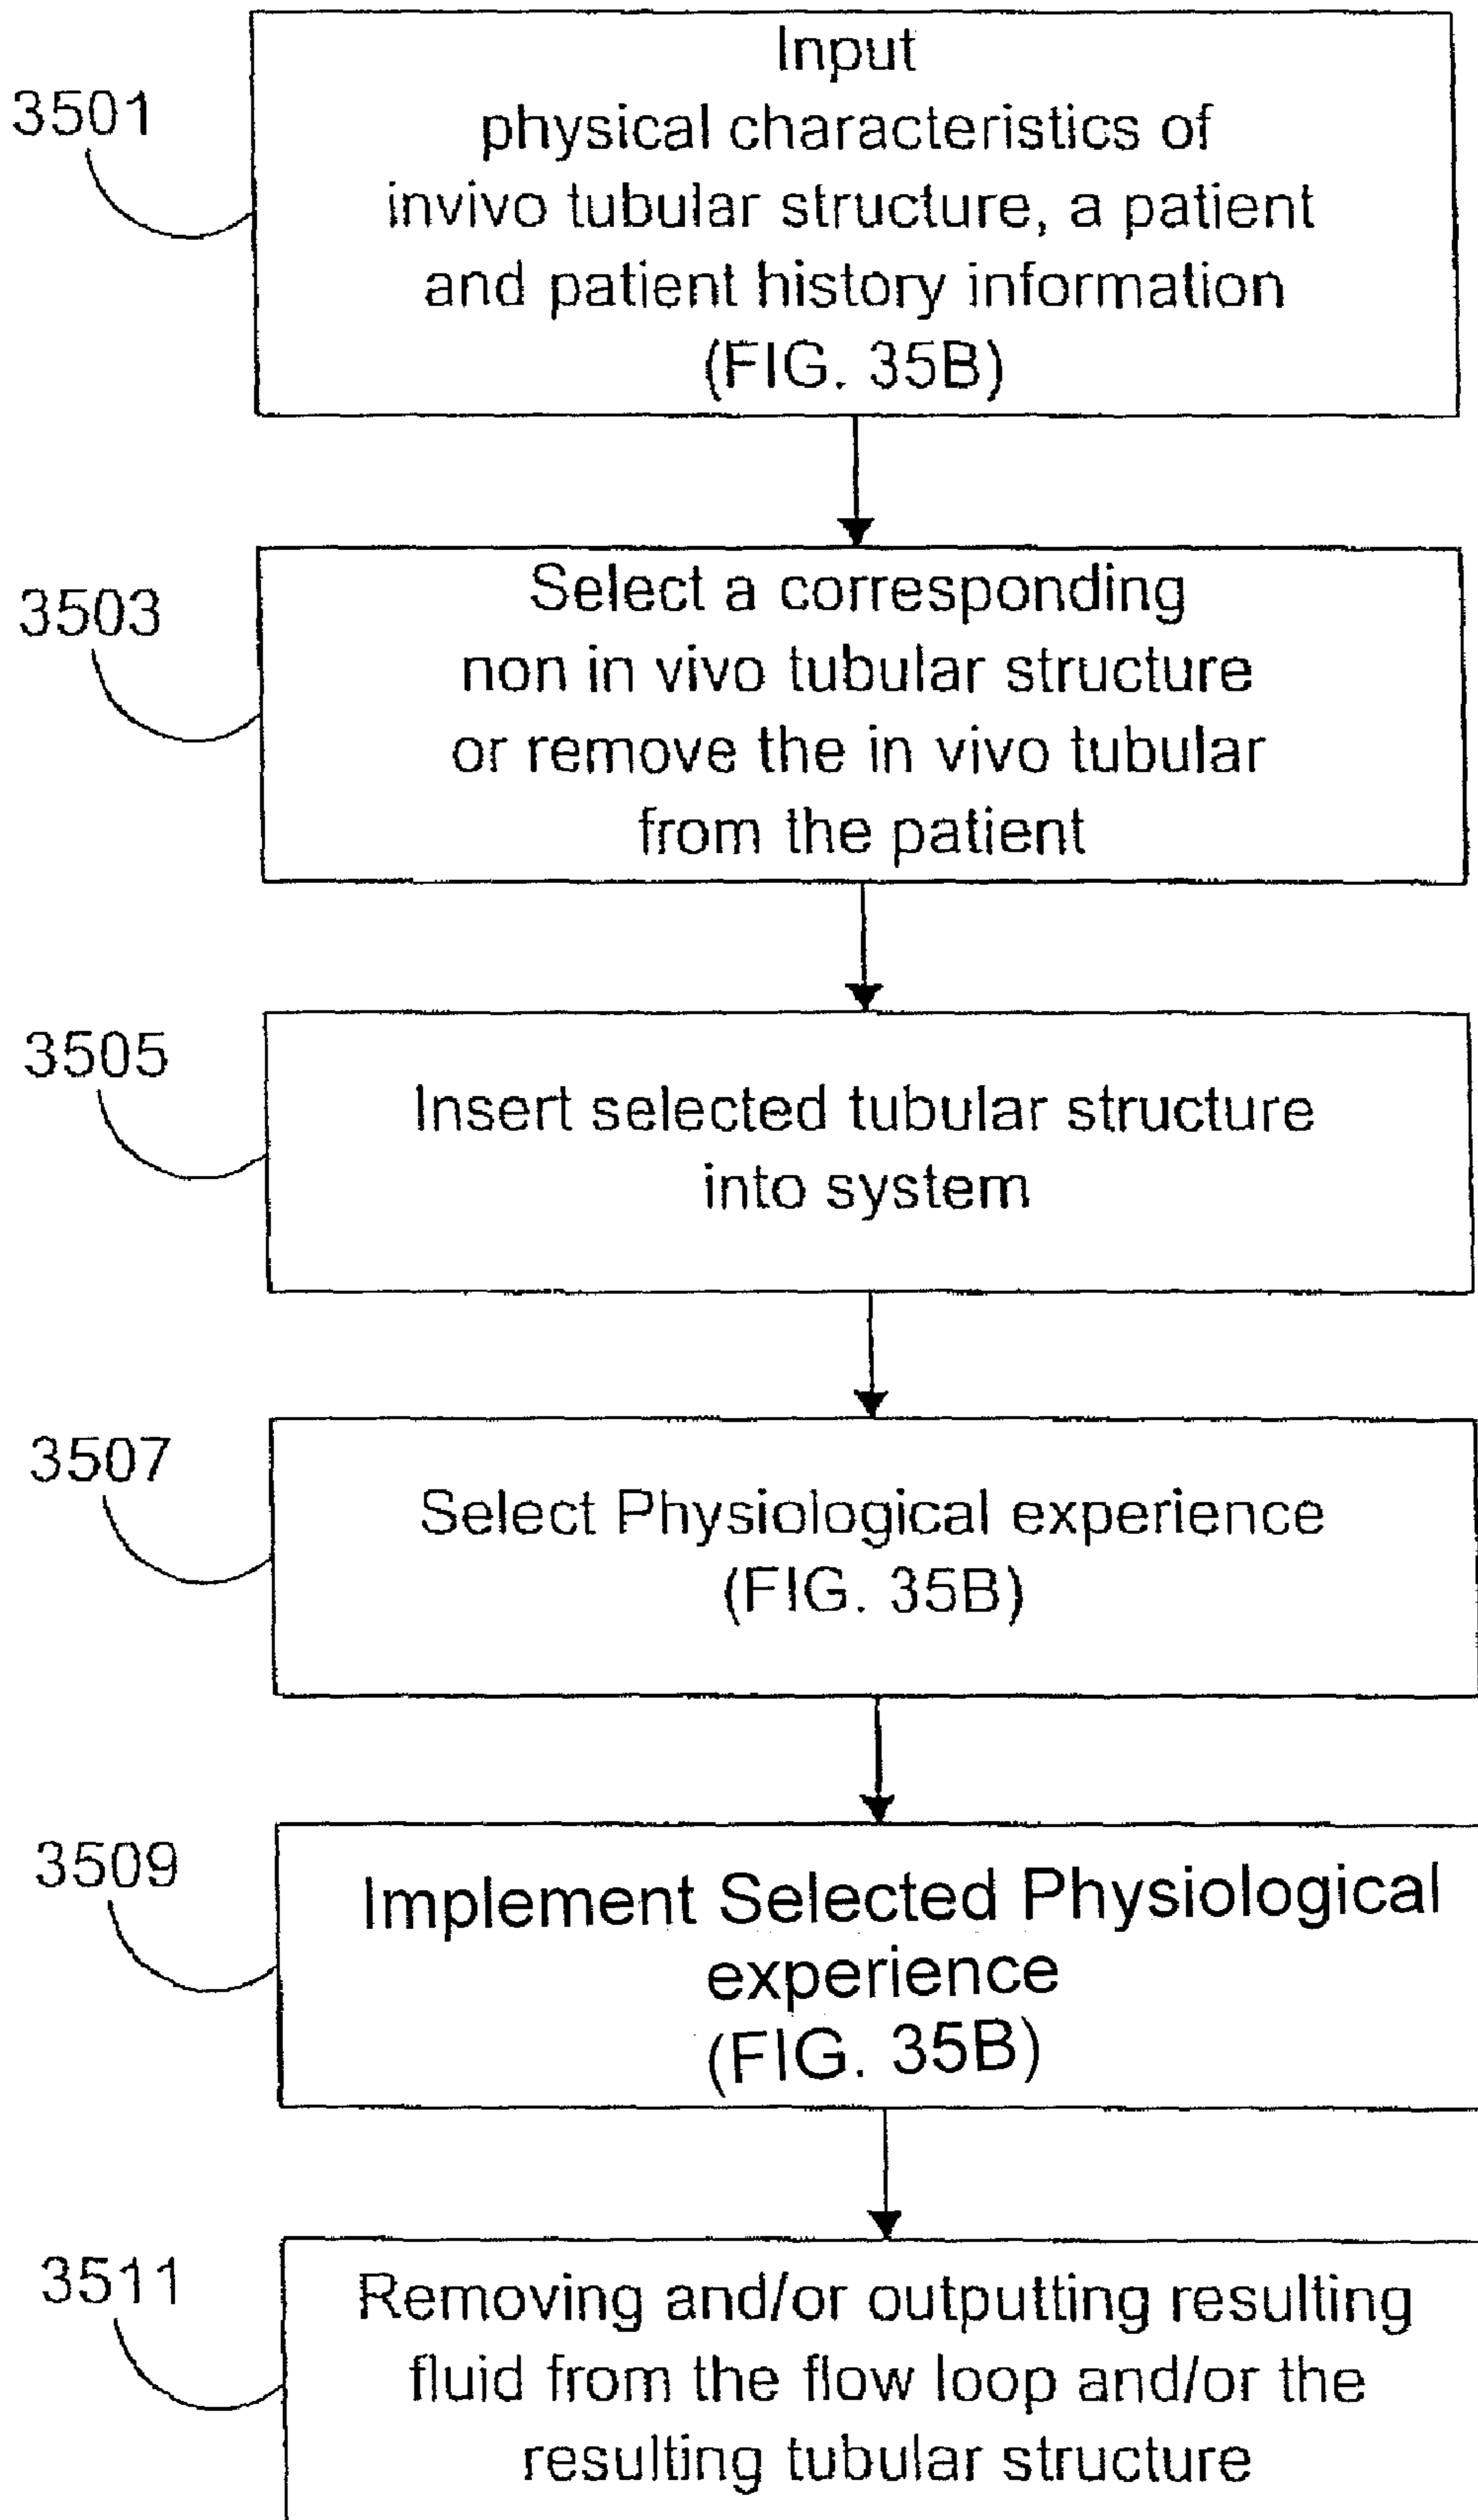 3501
Input
physical characteristics of
invivo tubular structure, a patient
and patient history information
(FIG. 35B)
3503
Select a corresponding
non in vivo tubular structure
or remove the in vivo tubular
from the patient
3505
Insert selected tubular structure
into system
3507
Select Physiological experience
(FIG. 35B)
3509
Implement Selected Physiological
experience
(FIG. 35B)
3511
Removing and/or outputting resulting
fluid from the flow loop and/or the
resulting tubular structure